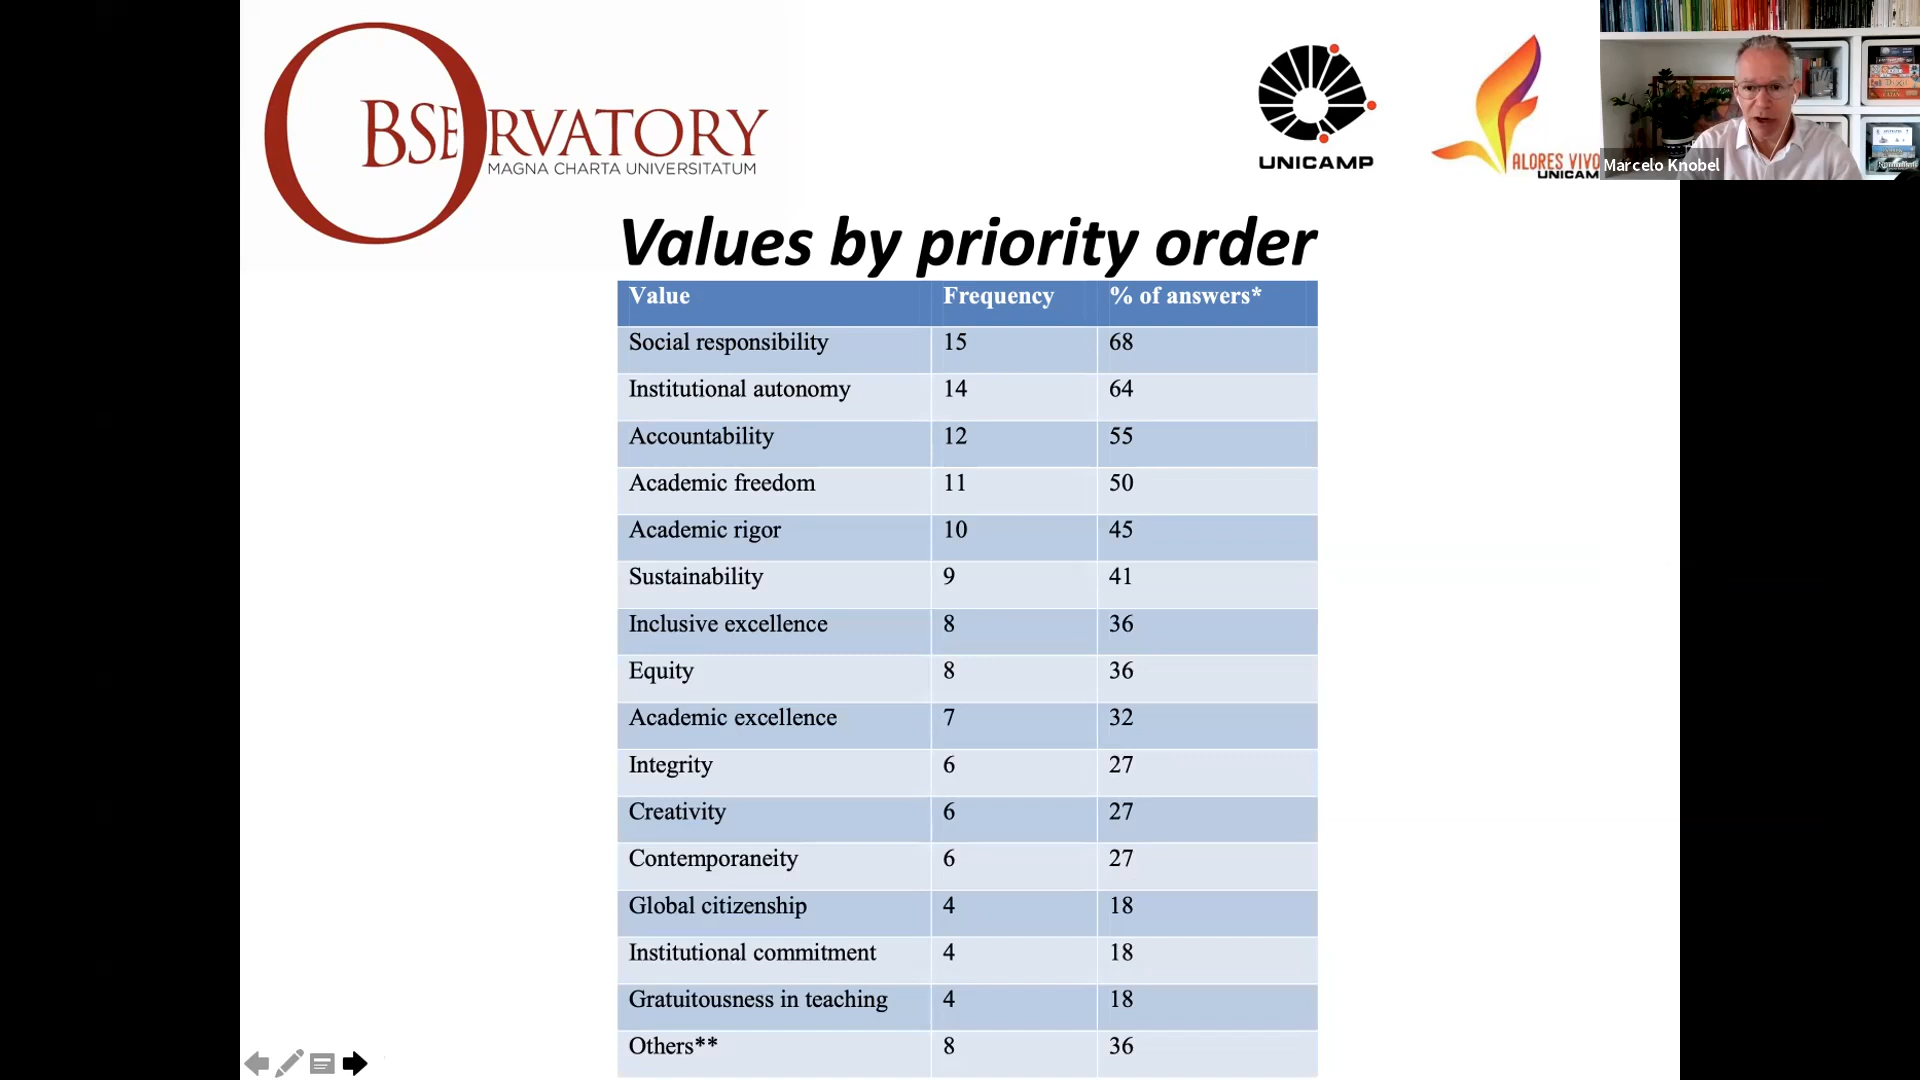 OBSERVATORY
MAGNA CHARTA UNIVERSITATUM
UNICAMP
ALORES VIVO
UNICAM
Marcelo Knobel
Values by priority order
Value Frequency % of answers*
Social responsibility 15 68
Institutional autonomy 14 64
Accountability 12 55
Academic freedom 11 50
Academic rigor 10 45
Sustainability 9 41
Inclusive excellence 8 36
Equity 8 36
Academic excellence 7 32
Integrity 6 27
Creativity 6 27
Contemporaneity 6 27
Global citizenship 4 18
Institutional commitment 4 18
Gratuitousness in teaching 4 18
Others** 8 36